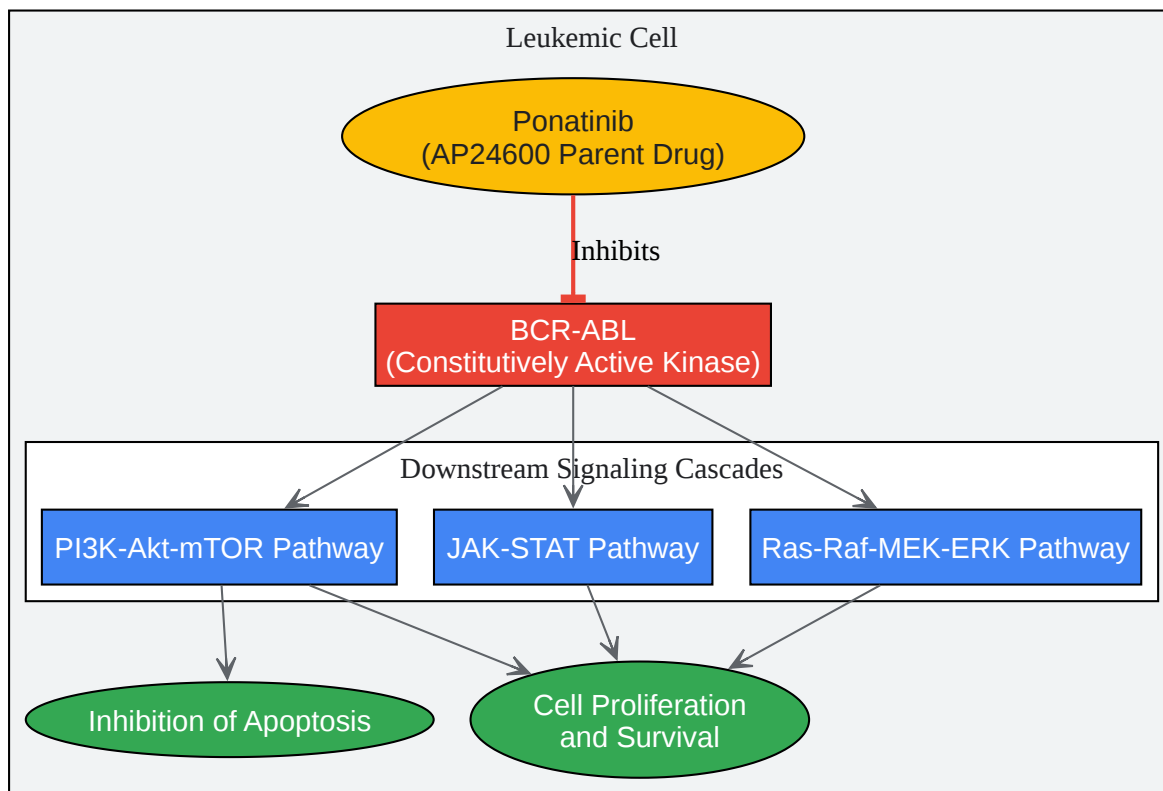 Leukemic Cell
Ponatinib
(AP24600 Parent Drug)
Inhibits
BCR-ABL
(Constitutively Active Kinase)
Downstream Signaling Cascades
PI3K-Akt-mTOR Pathway
JAK-STAT Pathway
Ras-Raf-MEK-ERK Pathway
Inhibition of Apoptosis
Cell Proliferation
and Survival